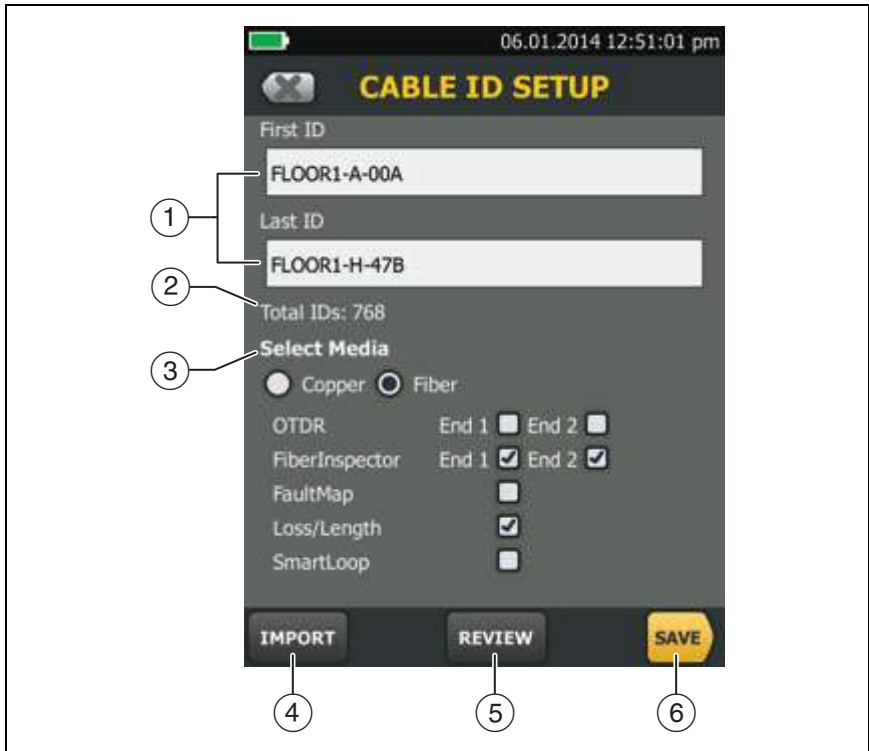 06.01.2014 12:51:01 pm
CABLE ID SETUP
First ID
FLOOR1-A-00A
1
Last ID
FLOOR1-H-47B
2
Total IDs: 768
Select Media
3
Copper Fiber
OTDR End 1 End 2
FiberInspector End 1 End 2
FaultMap
Loss/Length
SmartLoop
IMPORT REVIEW SAVE
4 5 6